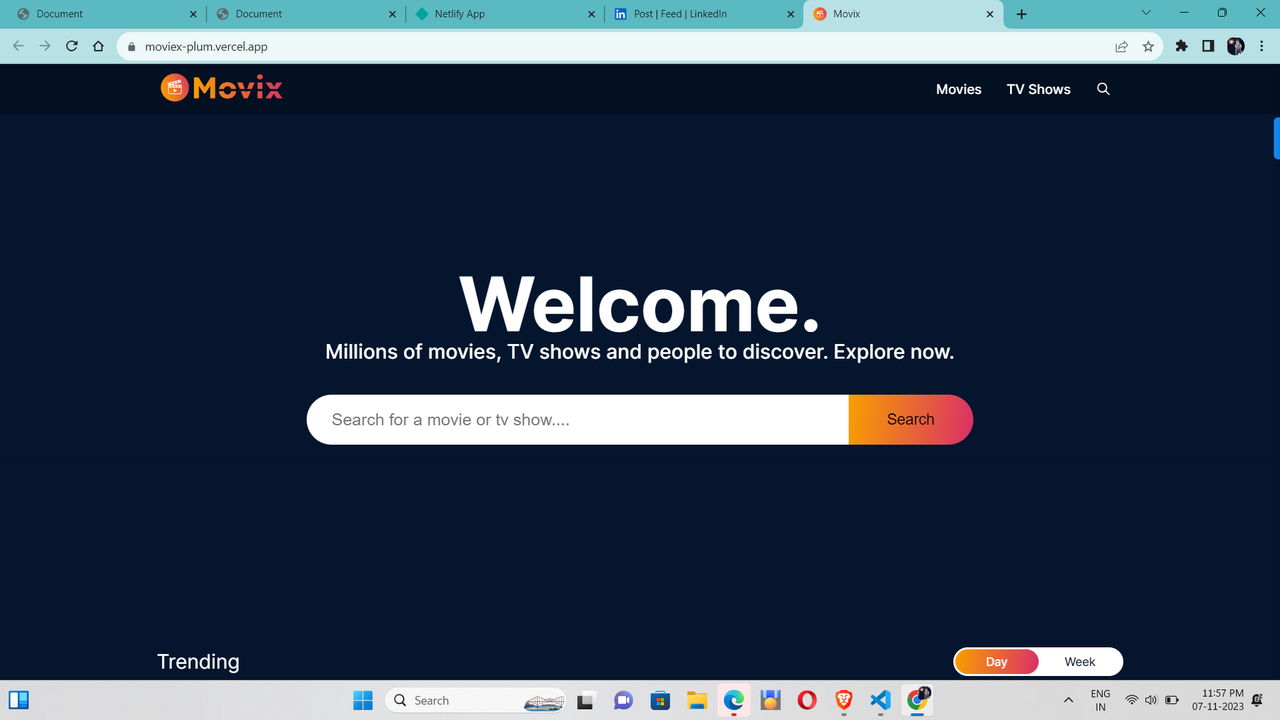 Document
Document
Netlify App
Post | Feed | LinkedIn
Movix
moviex-plum.vercel.app
Movix
Movies
TV Shows
Welcome.
Millions of movies, TV shows and people to discover. Explore now.
Search for a movie or tv show....
Search
Trending
Day
Week
Search
ENG
IN
11:57 PM
07-11-2023